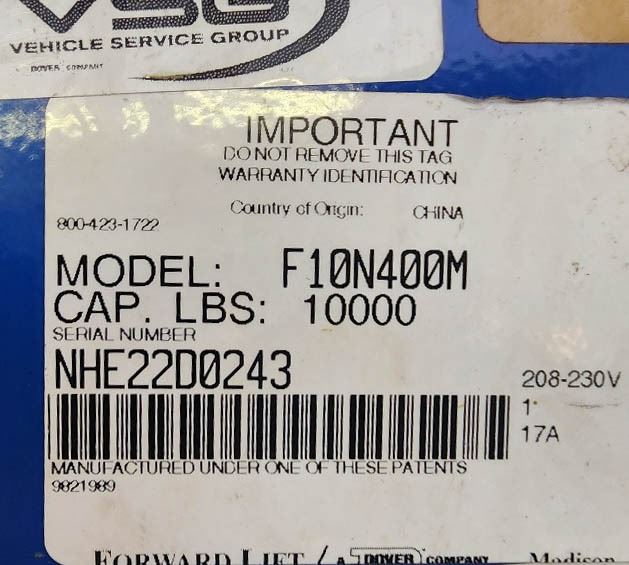 VSG
VEHICLE SERVICE GROUP
DOVER COMPANY
IMPORTANT
DO NOT REMOVE THIS TAG
WARRANTY IDENTIFICATION
Country of Origin: CHINA
800-423-1722
MODEL: F10N400M
CAP. LBS: 10000
SERIAL NUMBER
NHE22D0243
208-230V
1
17A
MANUFACTURED UNDER ONE OF THESE PATENTS
9821989
FORWARD LIFT / A DOVER COMPANY Madison